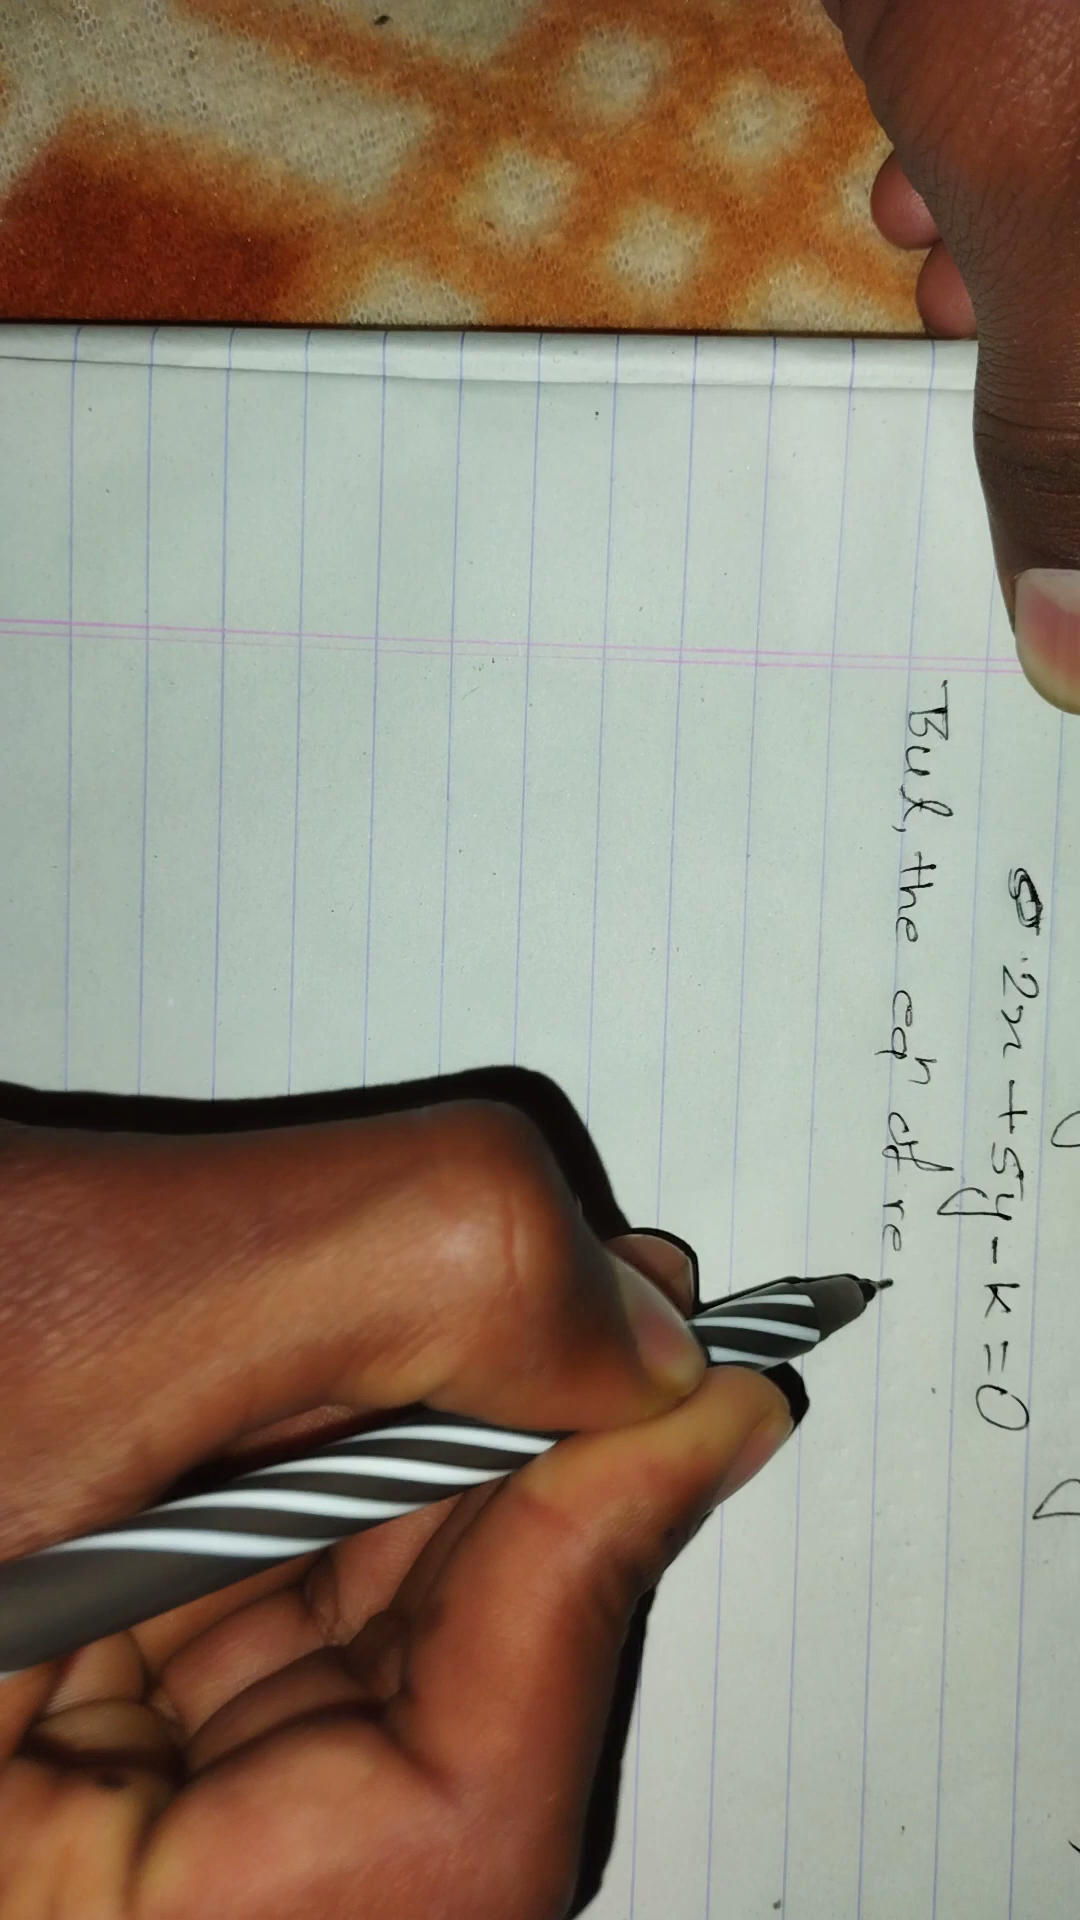 2x + 5y - k = 0
But, the eqn of re